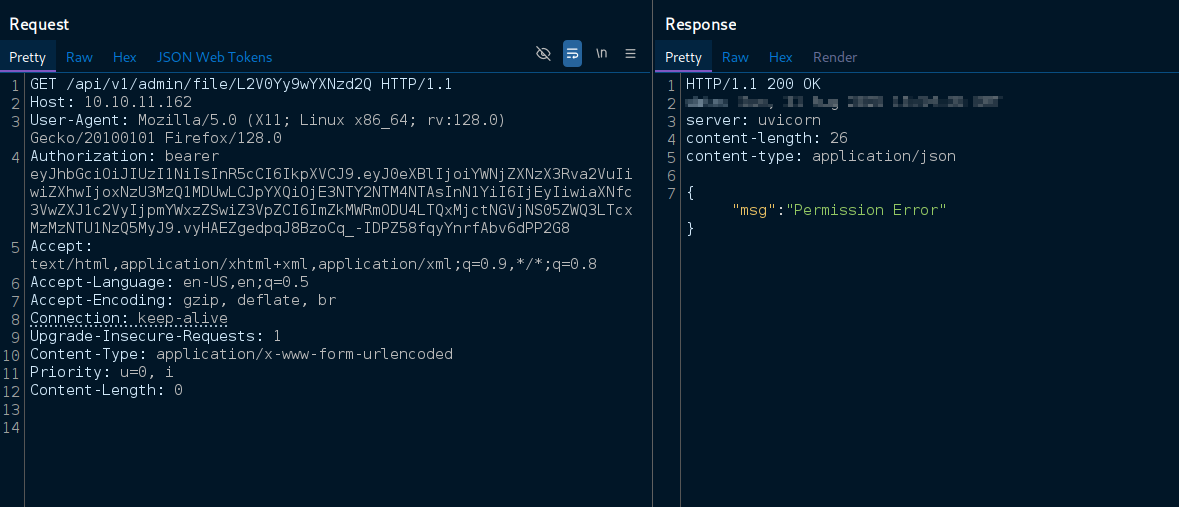 Request
Pretty Raw Hex JSON Web Tokens \n
1 GET /api/v1/admin/file/L2V0Yy9wYXNzd2Q HTTP/1.1
2 Host: 10.10.11.162
3 User-Agent: Mozilla/5.0 (X11; Linux x86_64; rv:128.0)
Gecko/20100101 Firefox/128.0
4 Authorization: bearer
eyJhbGciOiJIUzI1NiIsInR5cCI6IkpXVCJ9.eyJ0eXBlIjoiYWNjZXNzX3Rva2VuIi
wiZXhwIjoxNzU3MzQ1MDUwLCJpYXQiOjE3NTY2NTM4NTAsInN1YiI6IjEyIiwiaXNfc
3VwZXJ1c2VyIjpmYWxzZSwiZ3VpZCI6ImZkMWRmODU4LTQxMjctNGVjNS05ZWQ3LTcx
MzMzNTU1NzQ5MyJ9.vyHAEZgedpqJ8BzoCq_-IDPZ58fqyYnrfAbv6dPP2G8
5 Accept:
text/html,application/xhtml+xml,application/xml;q=0.9,*/*;q=0.8
6 Accept-Language: en-US,en;q=0.5
7 Accept-Encoding: gzip, deflate, br
8 Connection: keep-alive
9 Upgrade-Insecure-Requests: 1
10 Content-Type: application/x-www-form-urlencoded
11 Priority: u=0, i
12 Content-Length: 0
13
14
Response
Pretty Raw Hex Render
1 HTTP/1.1 200 OK
2
3 server: uvicorn
4 content-length: 26
5 content-type: application/json
6
7 {
"msg":"Permission Error"
}